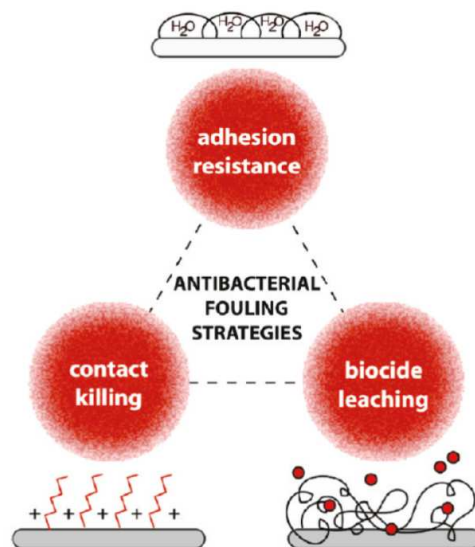 H₂O H₂O H₂O H₂O
adhesion
resistance
ANTIBACTERIAL
FOULING
STRATEGIES
contact
killing
biocide
leaching
+ + + + +